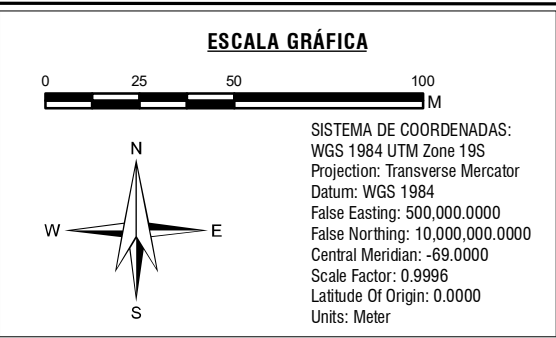 ESCALA GRÁFICA
0 25 50 100
M
N
W E
S
SISTEMA DE COORDENADAS:
WGS 1984 UTM Zone 19S
Projection: Transverse Mercator
Datum: WGS 1984
False Easting: 500,000.0000
False Northing: 10,000,000.0000
Central Meridian: -69.0000
Scale Factor: 0.9996
Latitude Of Origin: 0.0000
Units: Meter